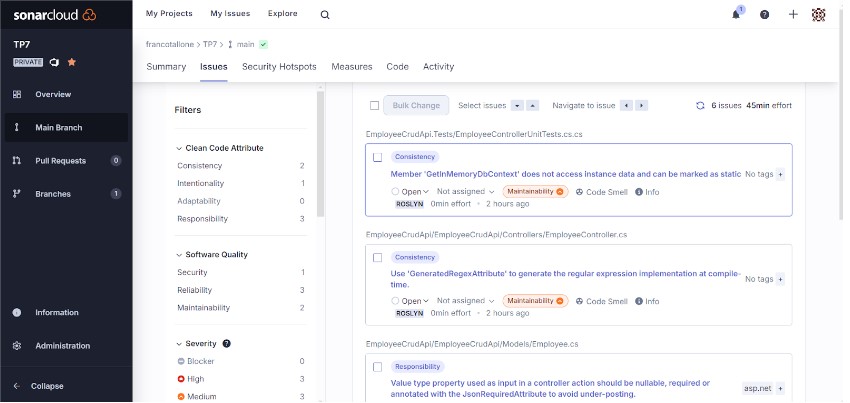 sonarcloud
My Projects My Issues Explore
1
TP7
PRIVATE
francotallone > TP7 > main
Summary Issues Security Hotspots Measures Code Activity
Overview
Main Branch
Pull Requests 0
Branches 1
Information
Administration
Collapse
Filters
Clean Code Attribute
Consistency 2
Intentionality 1
Adaptability 0
Responsibility 3
Software Quality
Security 1
Reliability 3
Maintainability 2
Severity ?
Blocker 0
High 3
Medium 3
Bulk Change Select issues Navigate to issue 6 issues 45min effort
EmployeeCrudApi.Tests/EmployeeControllerUnitTests.cs.cs
Consistency
Member 'GetInMemoryDbContext' does not access instance data and can be marked as static No tags +
Open Not assigned Maintainability Code Smell Info
ROSLYN 0min effort • 2 hours ago
EmployeeCrudApi/EmployeeCrudApi/Controllers/EmployeeController.cs
Consistency
Use 'GeneratedRegexAttribute' to generate the regular expression implementation at compile-
time.
No tags +
Open Not assigned Maintainability Code Smell Info
ROSLYN 0min effort • 2 hours ago
EmployeeCrudApi/EmployeeCrudApi/Models/Employee.cs
Responsibility
Value type property used as input in a controller action should be nullable, required or
annotated with the JsonRequiredAttribute to avoid under-posting.
asp.net +